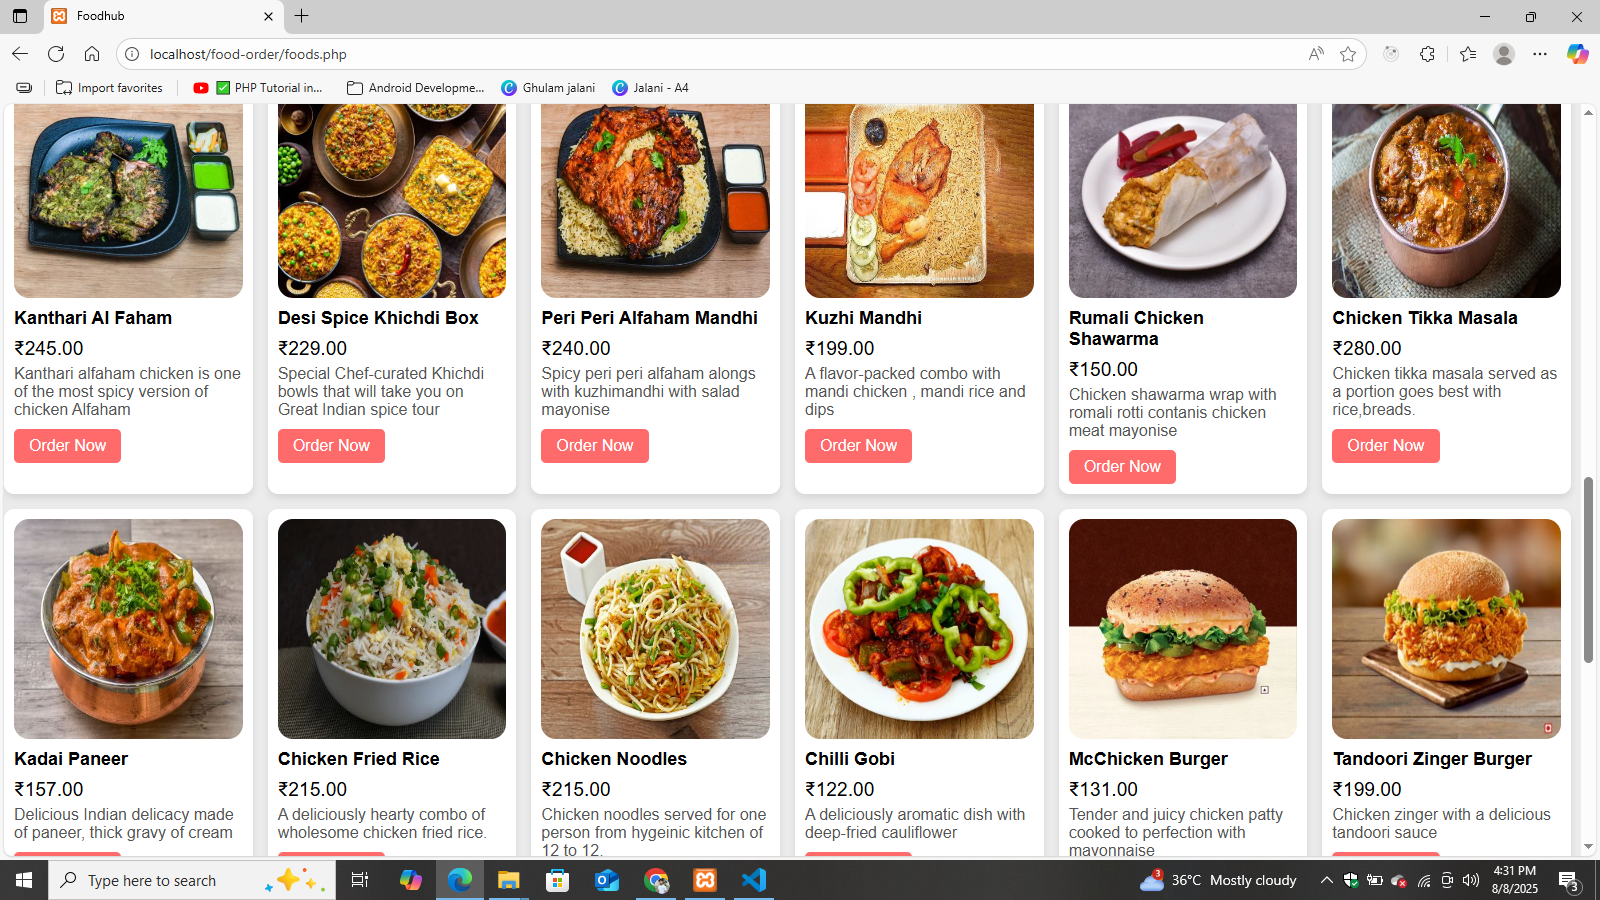 Foodhub
localhost/food-order/foods.php
Import favorites
PHP Tutorial in...
Android Developme...
Ghulam jalani
Jalani - A4
Kanthari Al Faham
₹245.00
Kanthari alfaham chicken is one
of the most spicy version of
chicken Alfaham
Order Now
Desi Spice Khichdi Box
₹229.00
Special Chef-curated Khichdi
bowls that will take you on
Great Indian spice tour
Order Now
Peri Peri Alfaham Mandhi
₹240.00
Spicy peri peri alfaham alongs
with kuzhimandhi with salad
mayonise
Order Now
Kuzhi Mandhi
₹199.00
A flavor-packed combo with
mandi chicken , mandi rice and
dips
Order Now
Rumali Chicken
Shawarma
₹150.00
Chicken shawarma wrap with
romali rotti contanis chicken
meat mayonise
Order Now
Chicken Tikka Masala
₹280.00
Chicken tikka masala served as
a portion goes best with
rice,breads.
Order Now
Kadai Paneer
₹157.00
Delicious Indian delicacy made
of paneer, thick gravy of cream
Chicken Fried Rice
₹215.00
A deliciously hearty combo of
wholesome chicken fried rice.
Chicken Noodles
₹215.00
Chicken noodles served for one
person from hygeinic kitchen of
12 to 12.
Chilli Gobi
₹122.00
A deliciously aromatic dish with
deep-fried cauliflower
McChicken Burger
₹131.00
Tender and juicy chicken patty
cooked to perfection with
mayonnaise
Tandoori Zinger Burger
₹199.00
Chicken zinger with a delicious
tandoori sauce
Type here to search
3
36°C Mostly cloudy
4:31 PM
8/8/2025
3